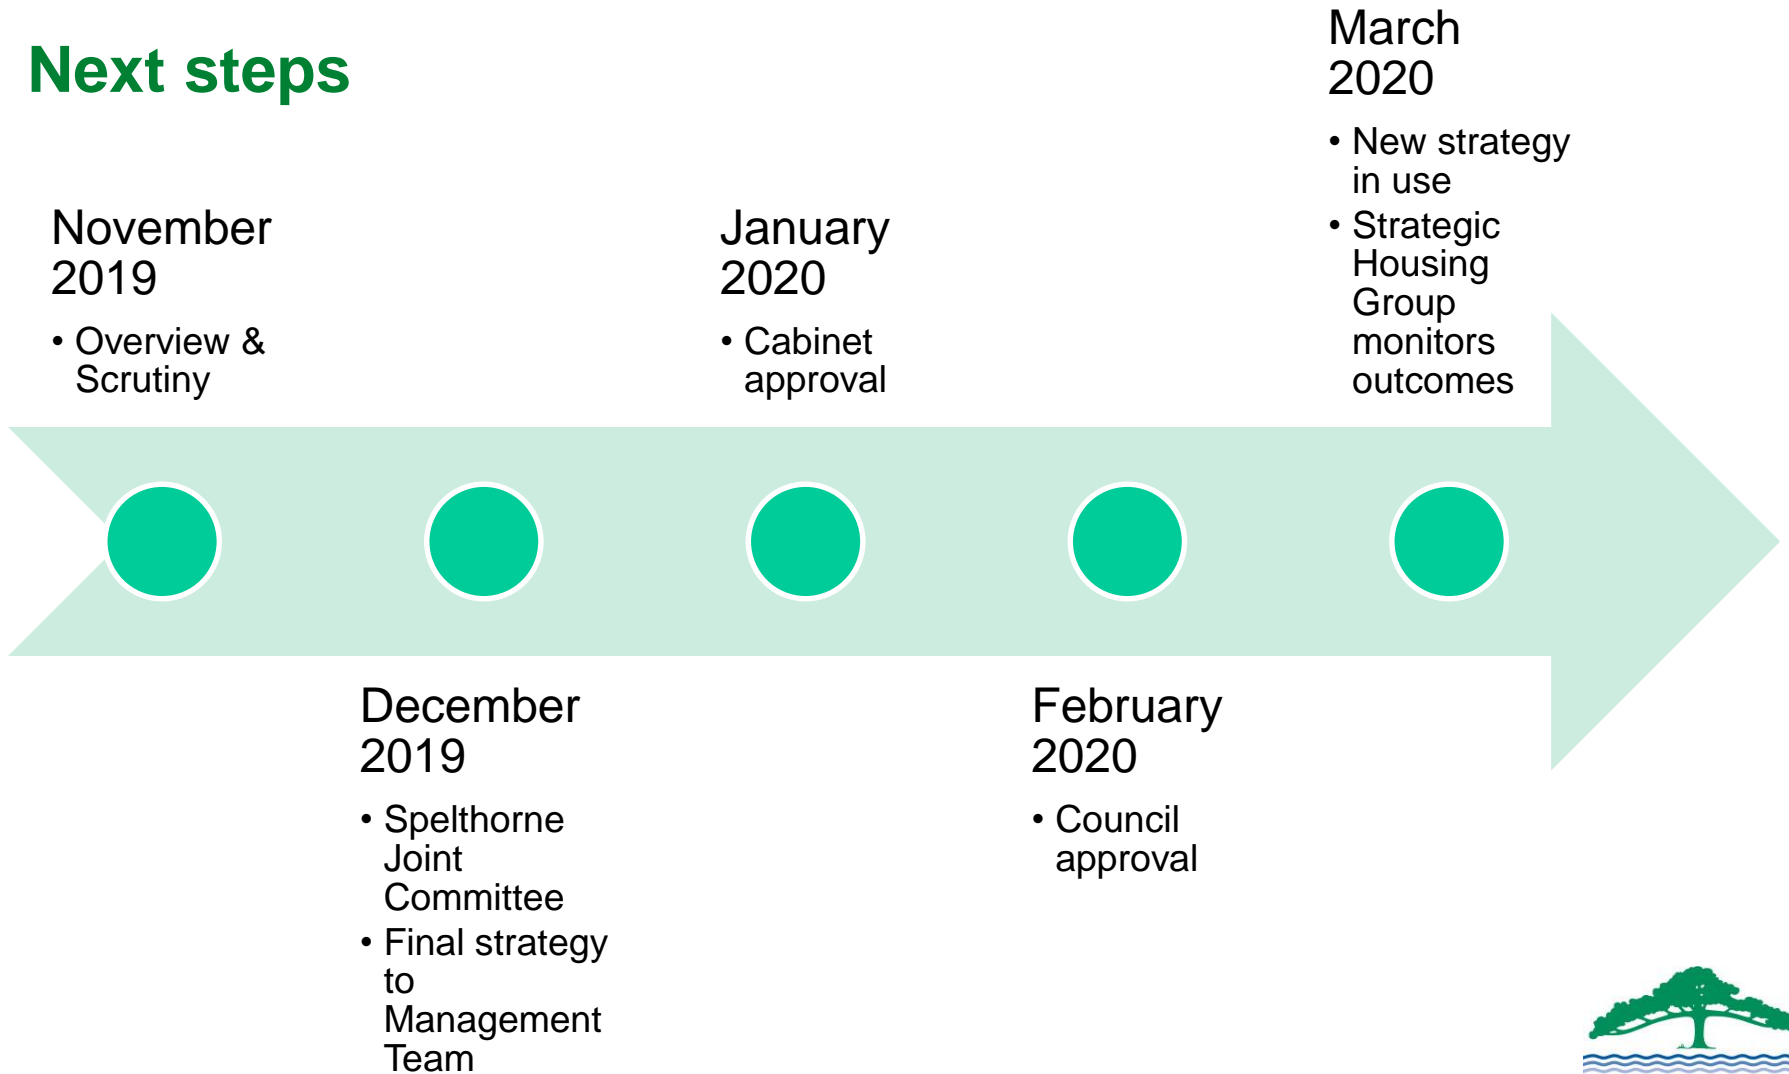 Next steps
November
2019
• Overview &
Scrutiny
December
2019
• Spelthorne
Joint
Committee
• Final strategy
to
Management
Team
January
2020
• Cabinet
approval
February
2020
• Council
approval
March
2020
• New strategy
in use
• Strategic
Housing
Group
monitors
outcomes